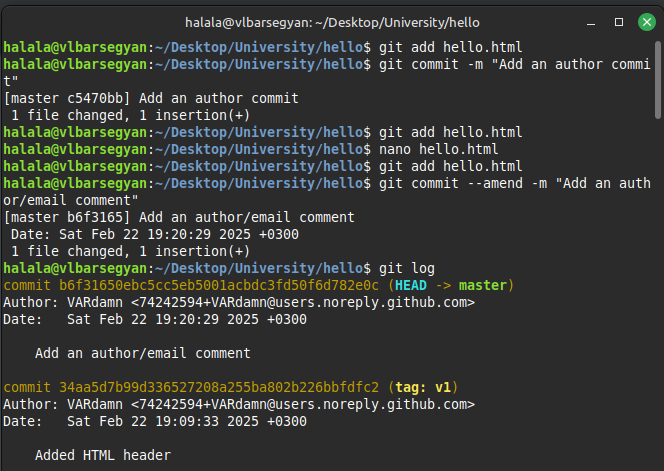 halala@vlbarsegyan: ~/Desktop/University/hello
halala@vlbarsegyan:~/Desktop/University/hello$ git add hello.html
halala@vlbarsegyan:~/Desktop/University/hello$ git commit -m "Add an author commi
t"
[master c5470bb] Add an author commit
 1 file changed, 1 insertion(+)
halala@vlbarsegyan:~/Desktop/University/hello$ git add hello.html
halala@vlbarsegyan:~/Desktop/University/hello$ nano hello.html
halala@vlbarsegyan:~/Desktop/University/hello$ git add hello.html
halala@vlbarsegyan:~/Desktop/University/hello$ git commit --amend -m "Add an auth
or/email comment"
[master b6f3165] Add an author/email comment
 Date: Sat Feb 22 19:20:29 2025 +0300
 1 file changed, 1 insertion(+)
halala@vlbarsegyan:~/Desktop/University/hello$ git log
commit b6f31650ebc5cc5eb5001acbdc3fd50f6d782e0c (HEAD -> master)
Author: VARdamn <74242594+VARdamn@users.noreply.github.com>
Date:   Sat Feb 22 19:20:29 2025 +0300

    Add an author/email comment

commit 34aa5d7b99d336527208a255ba802b226bbfdfc2 (tag: v1)
Author: VARdamn <74242594+VARdamn@users.noreply.github.com>
Date:   Sat Feb 22 19:09:33 2025 +0300

    Added HTML header